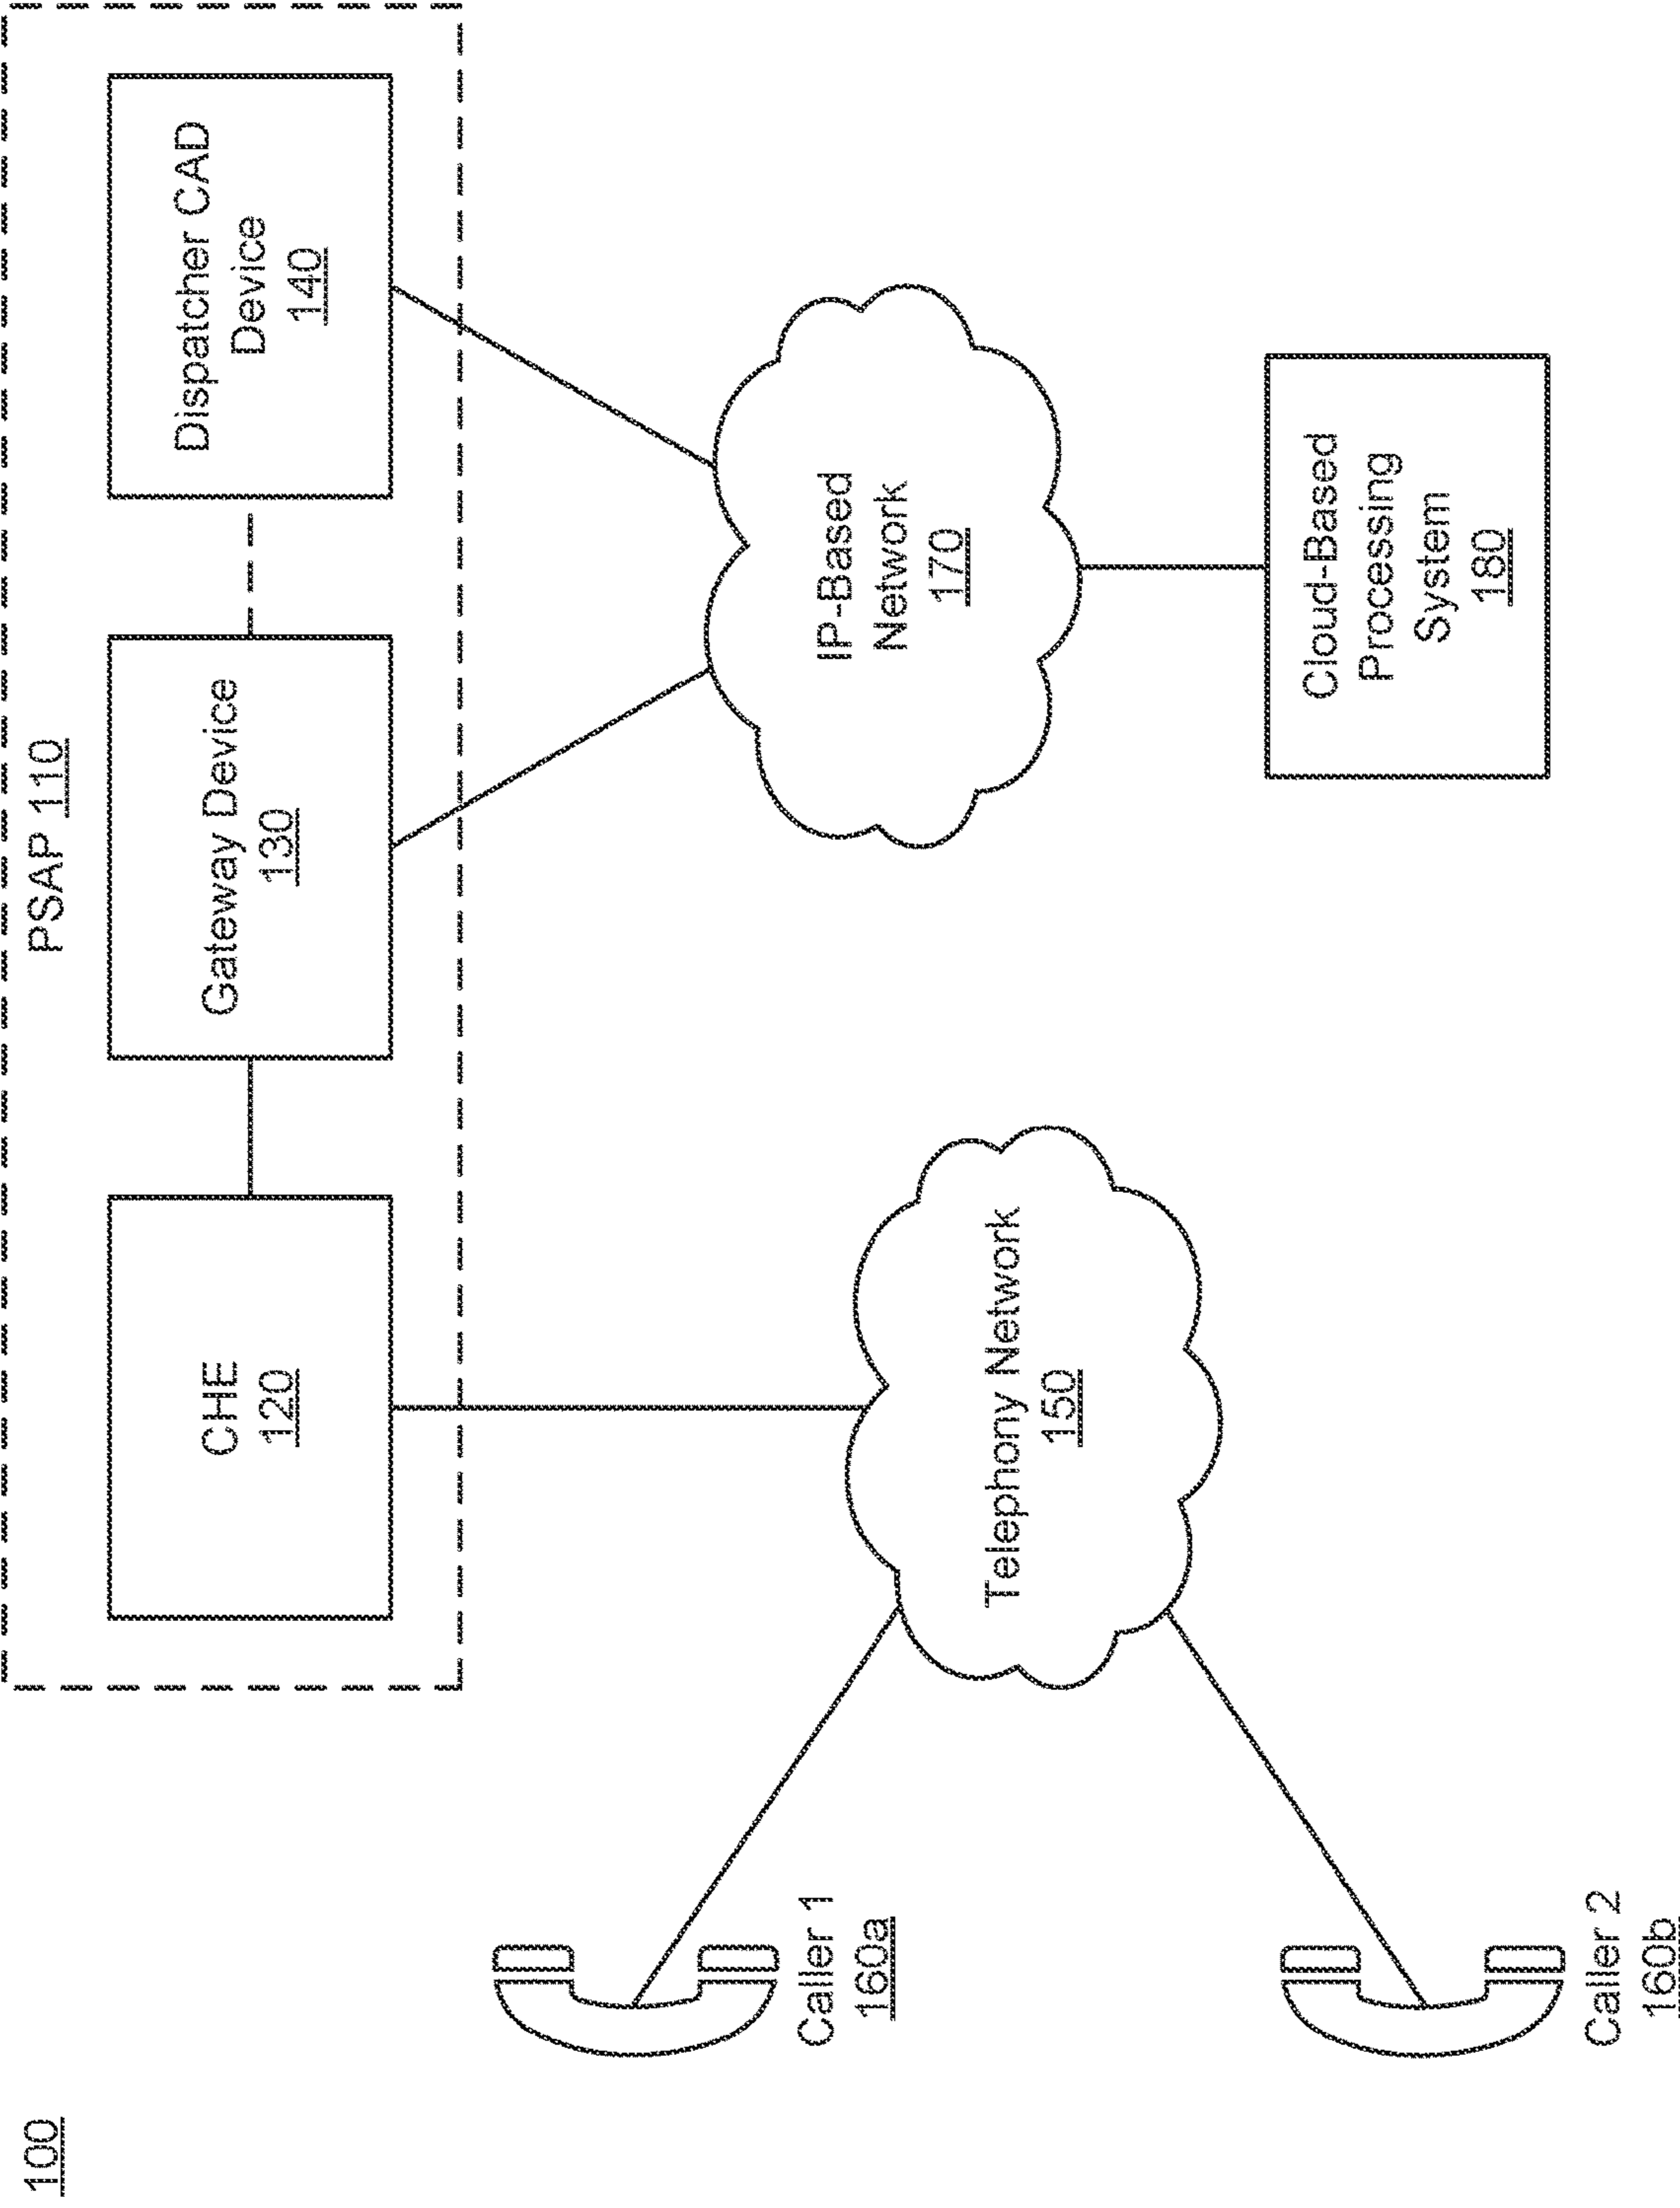 100
PSAP 110
CHE
120
Gateway Device
130
Dispatcher CAD
Device
140
Caller 1
160a
Telephony Network
150
IP-Based
Network
170
Caller 2
160b
Cloud-Based
Processing
System
180